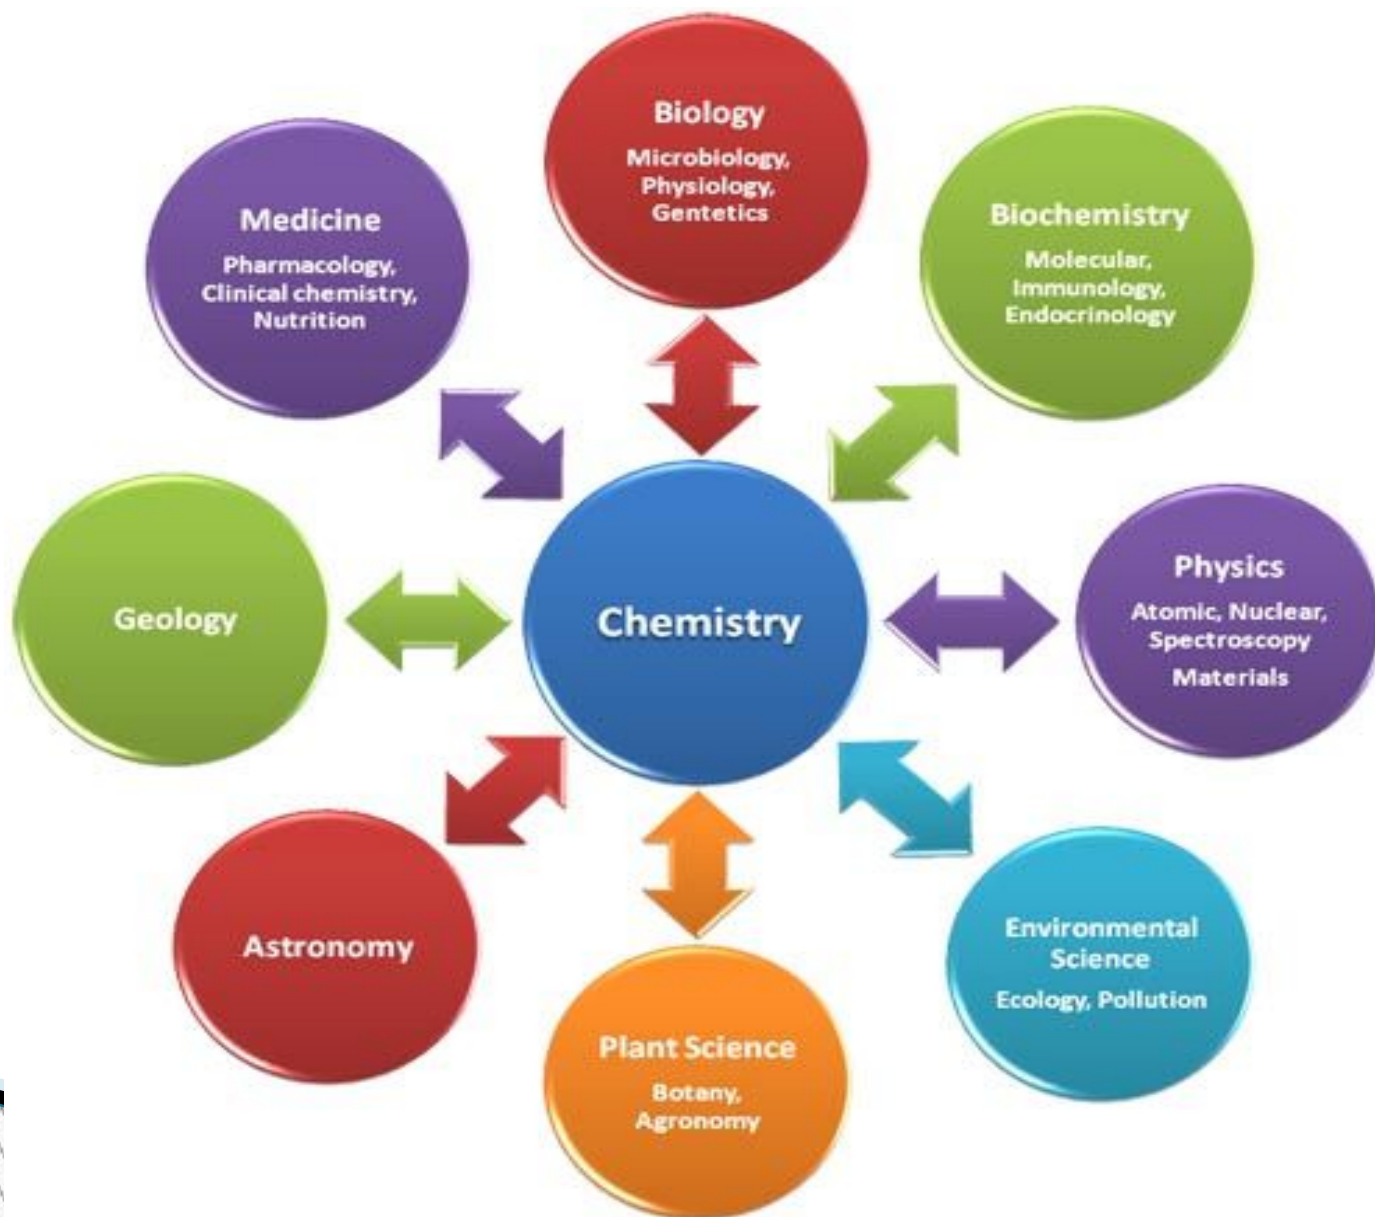 Biology
Microbiology,
Physiology,
Gentetics
Biochemistry
Molecular,
Immunology,
Endocrinology
Medicine
Pharmacology,
Clinical chemistry,
Nutrition
Physics
Atomic, Nuclear,
Spectroscopy
Materials
Chemistry
Geology
Environmental
Science
Ecology, Pollution
Astronomy
Plant Science
Botany,
Agronomy